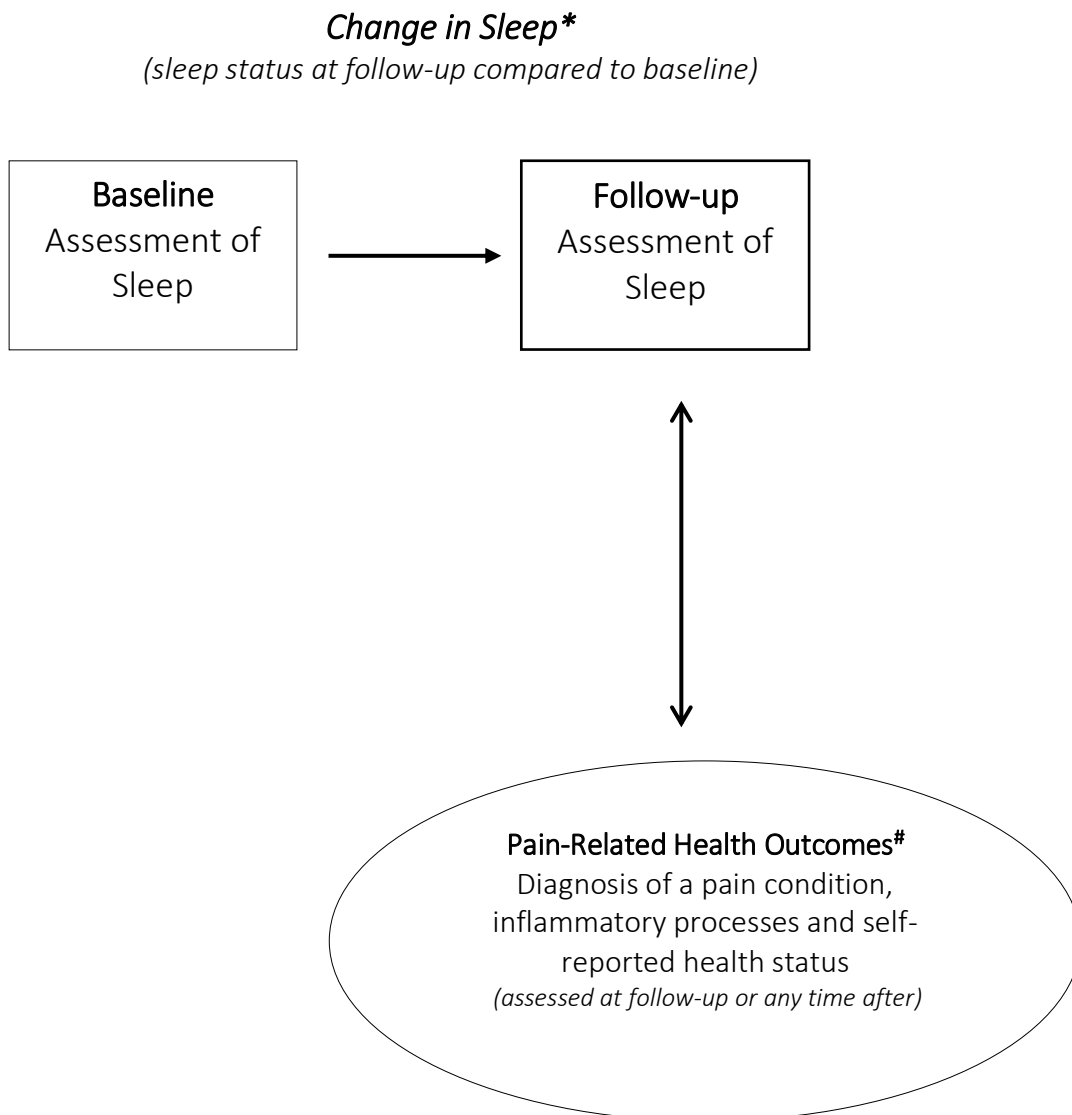 Change in Sleep*
(sleep status at follow-up compared to baseline)
Baseline
Assessment of
Sleep
Follow-up
Assessment of
Sleep
Pain-Related Health Outcomes#
Diagnosis of a pain condition,
inflammatory processes and self-
reported health status
(assessed at follow-up or any time after)